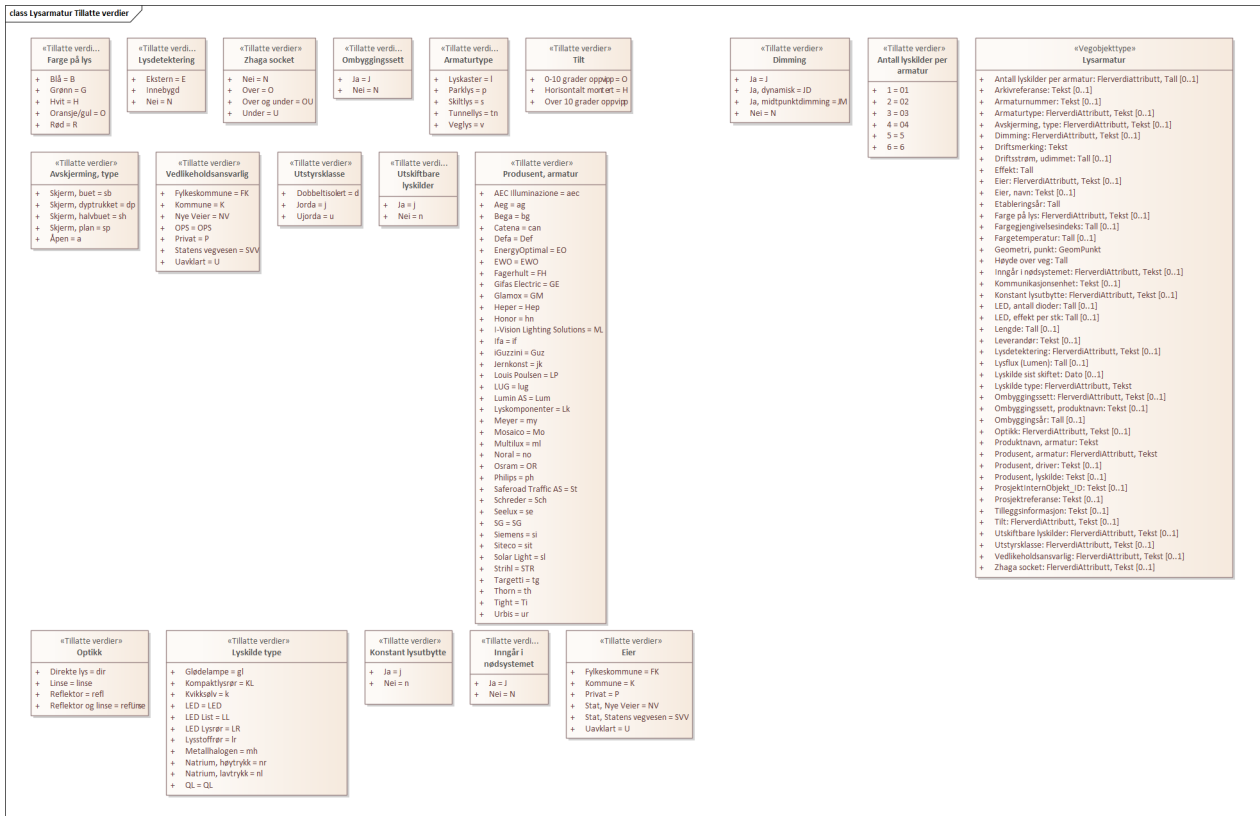 class Lysarmatur Tillatte verdier
«Tillatte verdi...
Farge på lys
+ Blå = B
+ Grønn = G
+ Hvit = H
+ Oransje/gul = O
+ Rød = R
«Tillatte verdi...
Lysdetektering
+ Ekstern = E
+ Innebygd
+ Nei = N
«Tillatte verdier»
Zhaga socket
+ Nei = N
+ Over = O
+ Over og under = OU
+ Under = U
«Tillatte verdi...
Ombyggingssett
+ Ja = J
+ Nei = N
«Tillatte verdi...
Armaturtype
+ Lyskaster = l
+ Parklys = p
+ Skiltlys = s
+ Tunnellys = tn
+ Veglys = v
«Tillatte verdier»
Tilt
+ 0-10 grader oppvipp = O
+ Horisontalt montert = H
+ Over 10 grader oppvipp
«Tillatte verdier»
Dimming
+ Ja = J
+ Ja, dynamisk = JD
+ Ja, midtpunktdimming = JM
+ Nei = N
«Tillatte verdier»
Antall lyskilder per
armatur
+ 1 = 01
+ 2 = 02
+ 3 = 03
+ 4 = 04
+ 5 = 5
+ 6 = 6
«Vegobjekttype»
Lysarmatur
+ Antall lyskilder per armatur: Flerverdiattributt, Tall [0..1]
+ Arkivreferanse: Tekst [0..1]
+ Armaturnummer: Tekst [0..1]
+ Armaturtype: FlerverdiAttributt, Tekst [0..1]
+ Avskjerming, type: FlerverdiAttributt, Tekst [0..1]
+ Dimming: FlerverdiAttributt, Tekst [0..1]
+ Driftsmerking: Tekst
+ Driftsstrøm, udimmet: Tall [0..1]
+ Effekt: Tall
+ Eier: FlerverdiAttributt, Tekst [0..1]
+ Eier, navn: Tekst [0..1]
+ Etableringsår: Tall
+ Farge på lys: FlerverdiAttributt, Tekst [0..1]
+ Fargegjengivelsesindeks: Tall [0..1]
+ Fargetemperatur: Tall [0..1]
+ Geometri, punkt: GeomPunkt
+ Høyde over veg: Tall
+ Inngår i nødsystemet: FlerverdiAttributt, Tekst [0..1]
+ Kommunikasjonsenhet: Tekst [0..1]
+ Konstant lysutbytte: FlerverdiAttributt, Tekst [0..1]
+ LED, antall dioder: Tall [0..1]
+ LED, effekt per stk: Tall [0..1]
+ Lengde: Tall [0..1]
+ Leverandør: Tekst [0..1]
+ Lysdetektering: FlerverdiAttributt, Tekst [0..1]
+ Lysflux (Lumen): Tall [0..1]
+ Lyskilde sist skiftet: Dato [0..1]
+ Lyskilde type: FlerverdiAttributt, Tekst
+ Ombyggingssett: FlerverdiAttributt, Tekst [0..1]
+ Ombyggingssett, produktnavn: Tekst [0..1]
+ Ombyggingsår: Tall [0..1]
+ Optikk: FlerverdiAttributt, Tekst [0..1]
+ Produktnavn, armatur: Tekst
+ Produsent, armatur: FlerverdiAttributt, Tekst
+ Produsent, driver: Tekst [0..1]
+ Produsent, lyskilde: Tekst [0..1]
+ ProsjektInternObjekt_ID: Tekst [0..1]
+ Prosjektreferanse: Tekst [0..1]
+ Tilleggsinformasjon: Tekst [0..1]
+ Tilt: FlerverdiAttributt, Tekst [0..1]
+ Utskiftbare lyskilder: FlerverdiAttributt, Tekst [0..1]
+ Utstyrsklasse: FlerverdiAttributt, Tekst [0..1]
+ Vedlikeholdsansvarlig: FlerverdiAttributt, Tekst [0..1]
+ Zhaga socket: FlerverdiAttributt, Tekst [0..1]
«Tillatte verdier»
Avskjerming, type
+ Skjerm, buet = sb
+ Skjerm, dyptrukket = dp
+ Skjerm, halvbuet = sh
+ Skjerm, plan = sp
+ Åpen = a
«Tillatte verdier»
Vedlikeholdsansvarlig
+ Fylkeskommune = FK
+ Kommune = K
+ Nye Veier = NV
+ OPS = OPS
+ Privat = P
+ Statens vegvesen = SVV
+ Uavklart = U
«Tillatte verdier»
Utstyrsklasse
+ Dobbeltisolert = d
+ Jorda = j
+ Ujorda = u
«Tillatte verdi...
Utskiftbare
lyskilder
+ Ja = j
+ Nei = n
«Tillatte verdier»
Produsent, armatur
+ AEC Illuminazione = aec
+ Aeg = ag
+ Bega = bg
+ Catena = can
+ Defa = Def
+ EnergyOptimal = EO
+ EWO = EWO
+ Fagerhult = FH
+ Gifas Electric = GE
+ Glamox = GM
+ Heper = Hep
+ Honor = hn
+ I-Vision Lighting Solutions = IVL
+ Ifa = if
+ iGuzzini = Guz
+ Jernkonst = jk
+ Louis Poulsen = LP
+ LUG = lug
+ Lumin AS = Lum
+ Lyskomponenter = Lk
+ Meyer = my
+ Mosaico = Mo
+ Multilux = ml
+ Noral = no
+ Osram = OR
+ Philips = ph
+ Saferoad Traffic AS = St
+ Schreder = Sch
+ Seelux = se
+ SG = SG
+ Siemens = si
+ Siteco = sit
+ Solar Light = sl
+ Strihl = STR
+ Targetti = tg
+ Thorn = th
+ Tight = Ti
+ Urbis = ur
«Tillatte verdier»
Optikk
+ Direkte lys = dir
+ Linse = linse
+ Reflektor = refl
+ Reflektor og linse = reflinse
«Tillatte verdier»
Lyskilde type
+ Glødelampe = gl
+ Kompaktlysrør = KL
+ Kvikksølv = k
+ LED = LED
+ LED List = LL
+ LED Lysrør = LR
+ Lysstoffrør = lr
+ Metallhalogen = mh
+ Natrium, høytrykk = nr
+ Natrium, lavtrykk = nl
+ QL = QL
«Tillatte verdier»
Konstant lysutbytte
+ Ja = j
+ Nei = n
«Tillatte verdi...
Inngår i
nødsystemet
+ Ja = J
+ Nei = N
«Tillatte verdier»
Eier
+ Fylkeskommune = FK
+ Kommune = K
+ Privat = P
+ Stat, Nye Veier = NV
+ Stat, Statens vegvesen = SVV
+ Uavklart = U